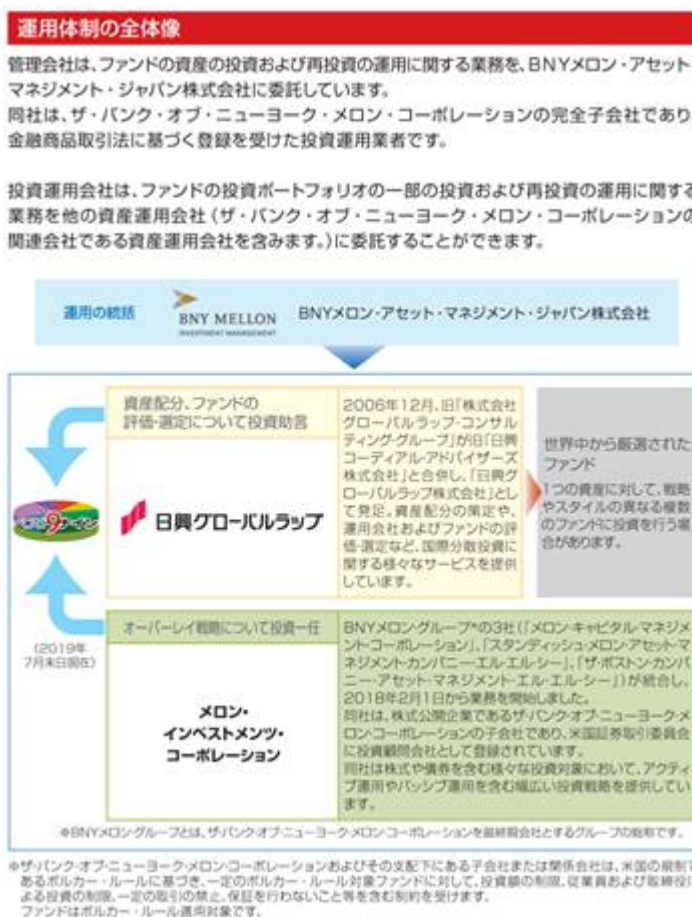 運用体制の全体像
管理会社は、ファンドの資産の投資および再投資の運用に関する業務を、BNYメロン・アセット
マネジメント・ジャパン株式会社に委託しています。
同社は、ザ・バンク・オブ・ニューヨーク・メロン・コーポレーションの完全子会社であり
金融商品取引法に基づく登録を受けた投資運用業者です。
投資運用会社は、ファンドの投資ポートフォリオの一部の投資および再投資の運用に関する
業務を他の資産運用会社(ザ・バンク・オブ・ニューヨーク・メロン・コーポレーションの
関連会社である資産運用会社を含みます。)に委託することができます。
運用の統括
BNY MELLON
INVESTMENT MANAGEMENT
BNYメロン・アセット・マネジメント・ジャパン株式会社
資産配分、ファンドの
評価・選定について投資助言
日興グローバルラップ
2006年12月、旧「株式会社
グローバルラップ・コンサル
ティング・グループ」が旧「日興
コーディアル・アドバイザーズ
株式会社」と合併し、「日興グ
ローバルラップ株式会社」とし
て発足。資産配分の策定や、
運用会社およびファンドの評
価・選定など、国際分散投資に
関する様々なサービスを提供
しています。
世界中から厳選された
ファンド
1つの資産に対して、戦略
やスタイルの異なる複数
のファンドに投資を行う場
合があります。
ベスト9ナイン
(2019年
7月末日現在)
オーバーレイ戦略について投資一任
メロン・
インベストメンツ・
コーポレーション
BNYメロン・グループ*の3社(「メロン・キャピタル・マネジメ
ント・コーポレーション」、「スタンディッシュ・メロン・アセット・マ
ネジメント・カンパニー・エル・エル・シー」、「ザ・ボストン・カンパ
ニー・アセット・マネジメント・エル・エル・シー」)が統合し、
2018年2月1日から業務を開始しました。
同社は、株式公開企業であるザ・バンク・オブ・ニューヨーク・メ
ロン・コーポレーションの子会社であり、米国証券取引委員会
に投資顧問会社として登録されています。
同社は株式や債券を含む様々な投資対象において、アクティ
ブ運用やパッシブ運用を含む幅広い投資戦略を提供してい
ます。
※BNYメロン・グループとは、ザ・バンク・オブ・ニューヨーク・メロン・コーポレーションを最終親会社とするグループの総称です。
※ザ・バンク・オブ・ニューヨーク・メロン・コーポレーションおよびその支配下にある子会社または関係会社は、米国の規制で
あるボルカー・ルールに基づき、一定のボルカー・ルール対象ファンドに対して、投資額の制限、従業員および取締役に
よる投資の制限、一定の取引の禁止、保証を行わないこと等を含む制約を受けます。
ファンドはボルカー・ルール適用対象です。